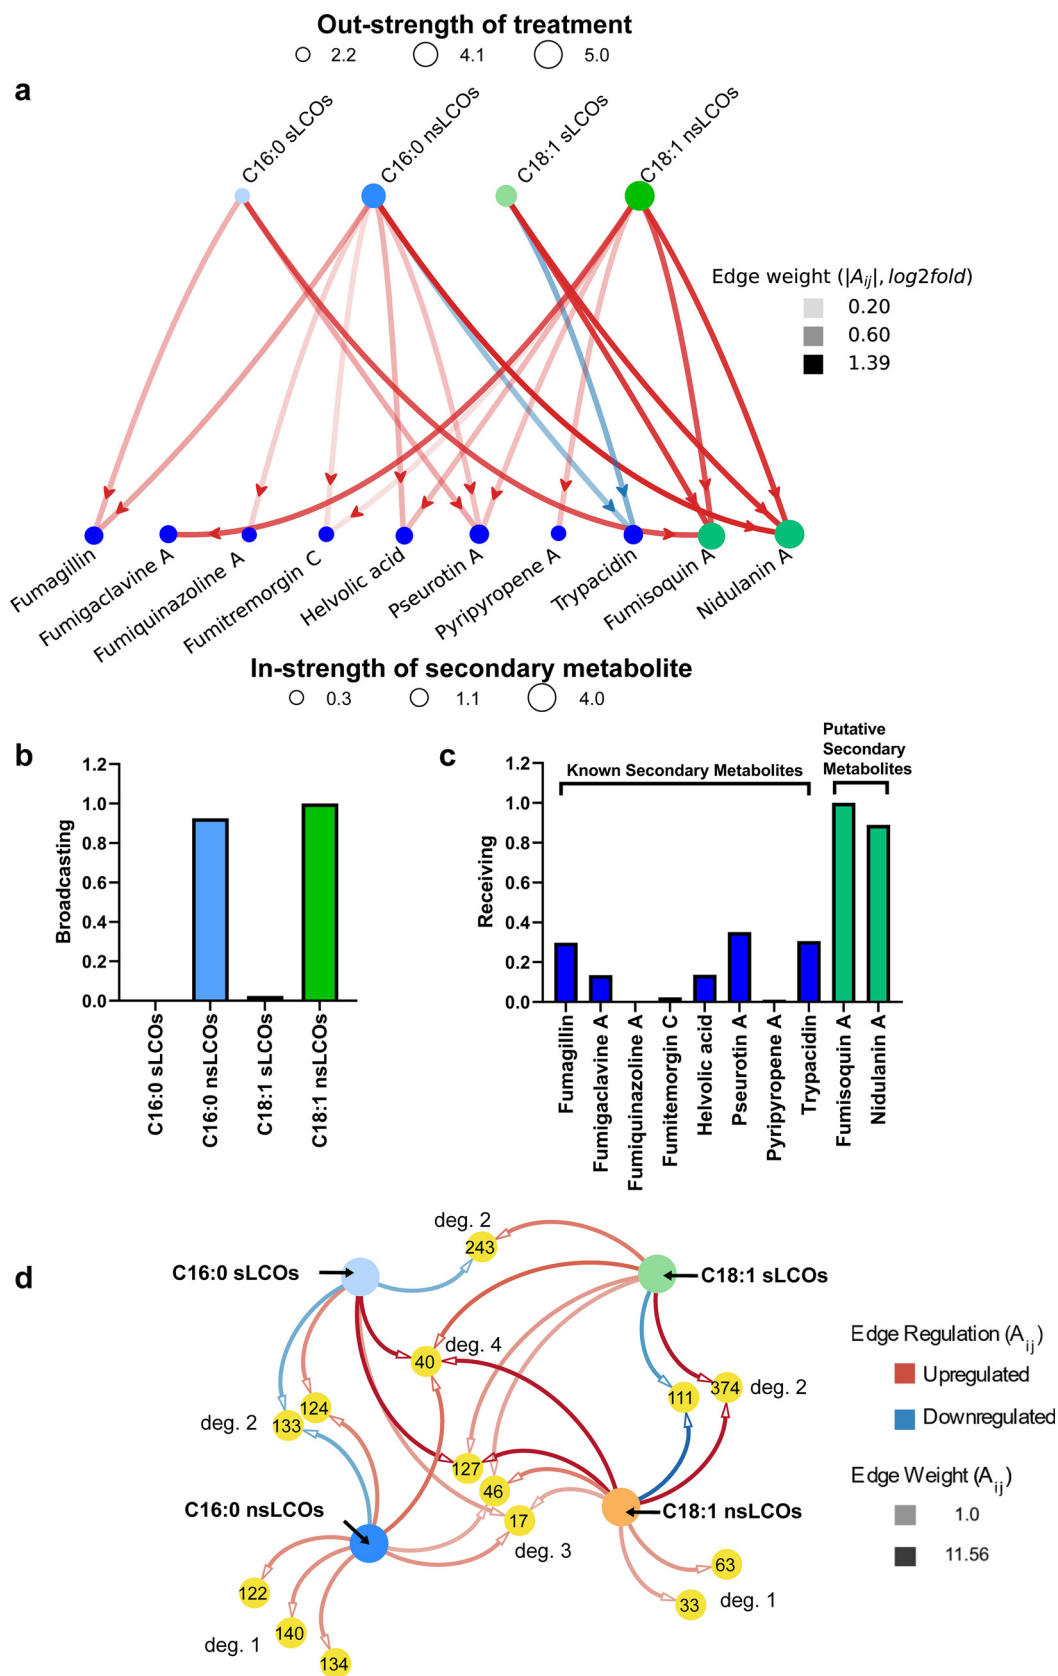 Out-strength of treatment
2.2 4.1 5.0
a
C16:0 sLCOs
C16:0 nsLCOs
C18:1 sLCOs
C18:1 nsLCOs
Edge weight (|A_ij|, log2fold)
0.20
0.60
1.39
Fumagillin
Fumigaclavine A
Fumiquinazoline A
Fumitremorgin C
Helvolic acid
Pseurotin A
Pyripyropene A
Trypacidin
Fumisoquin A
Nidulanin A
In-strength of secondary metabolite
0.3 1.1 4.0
b
Broadcasting
1.2
1.0
0.8
0.6
0.4
0.2
0.0
C16:0 sLCOs
C16:0 nsLCOs
C18:1 sLCOs
C18:1 nsLCOs
c
Known Secondary Metabolites
Putative
Secondary
Metabolites
Receiving
1.2
1.0
0.8
0.6
0.4
0.2
0.0
Fumagillin
Fumigaclavine A
Fumiquinazoline A
Fumitemorgin C
Helvolic acid
Pseurotin A
Pyripyropene A
Trypacidin
Fumisoquin A
Nidulanin A
d
deg. 2
243
C16:0 sLCOs
C18:1 sLCOs
deg. 4
40
111
374
deg. 2
124
deg. 2
133
127
46
17
deg. 3
C16:0 nsLCOs
C18:1 nsLCOs
63
33
deg. 1
122
140
deg. 1
134
Edge Regulation (A_ij)
Upregulated
Downregulated
Edge Weight (A_ij)
1.0
11.56